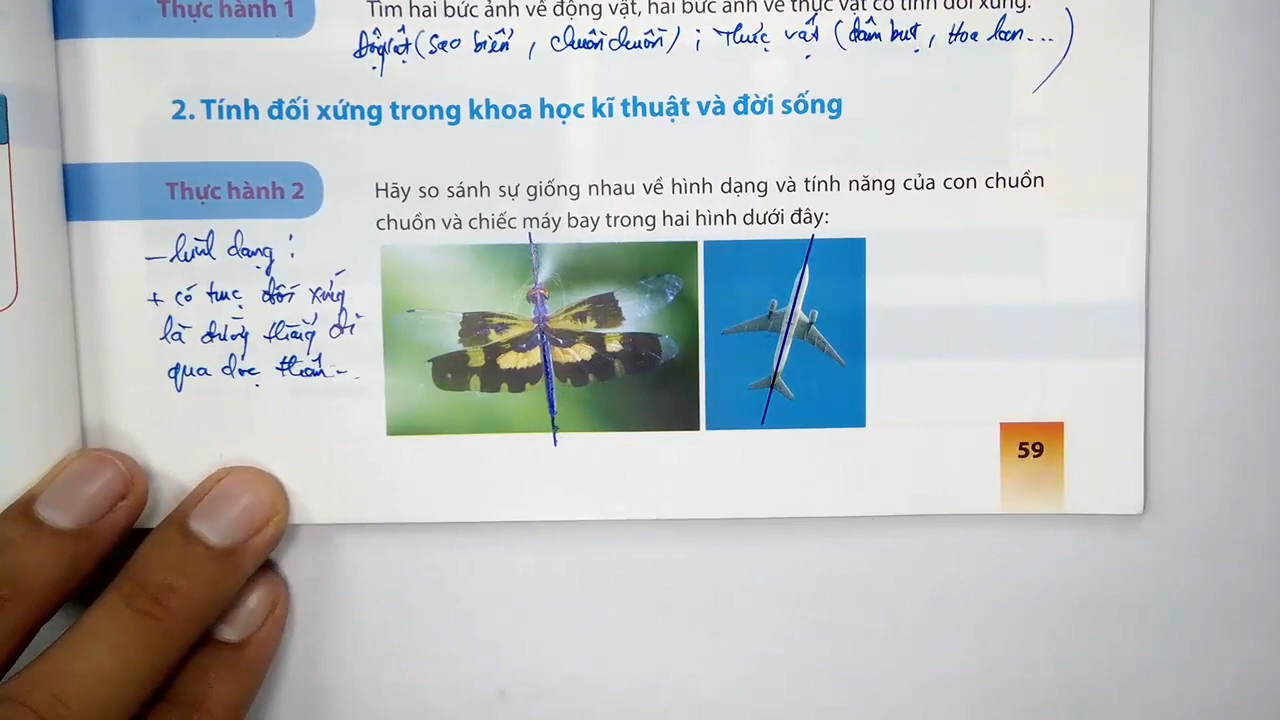 Thực hành 1
Tìm hai bức ảnh về động vật, hai bức ảnh về thực vật có tính đối xứng.
Động vật (sao biển, chuồn chuồn); Thực vật (dâm bụt, Hoa lan...)
2. Tính đối xứng trong khoa học kĩ thuật và đời sống
Thực hành 2
Hãy so sánh sự giống nhau về hình dạng và tính năng của con chuồn
chuồn và chiếc máy bay trong hai hình dưới đây:
- hình dạng:
+ có trục đối xứng
là đường thẳng đi
qua dọc thân...
59